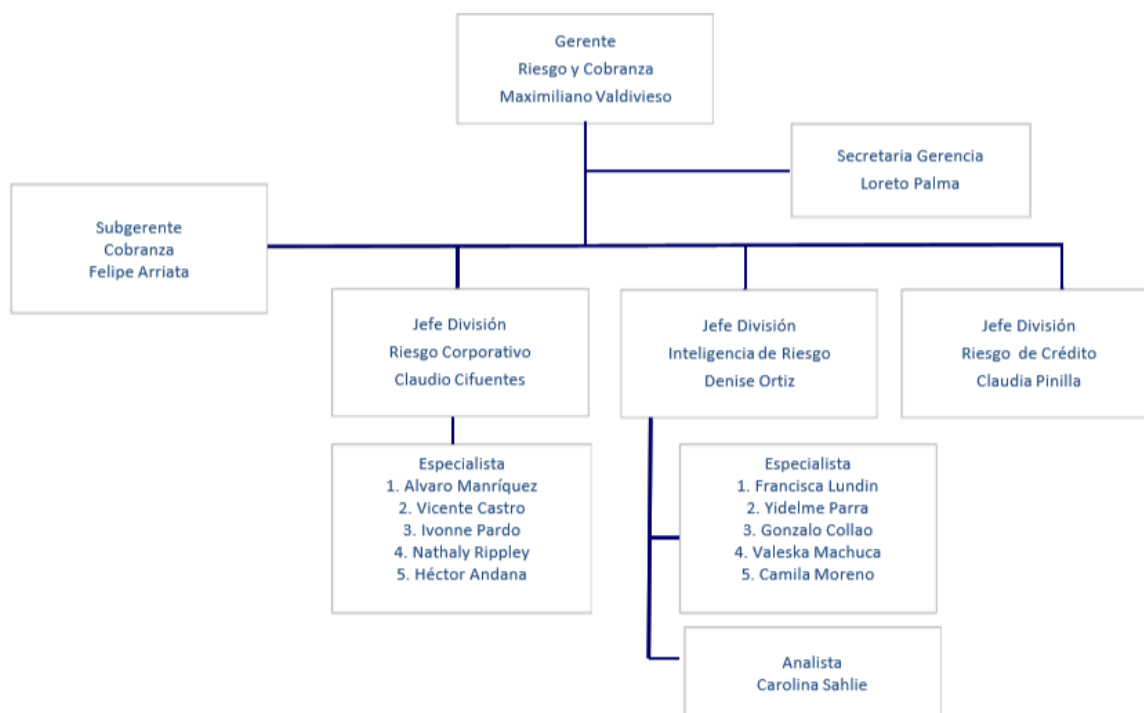 Gerente
Riesgo y Cobranza
Maximiliano Valdivieso
Secretaria Gerencia
Loreto Palma
Subgerente
Cobranza
Felipe Arriata
Jefe División
Riesgo Corporativo
Claudio Cifuentes
Jefe División
Inteligencia de Riesgo
Denise Ortiz
Jefe División
Riesgo de Crédito
Claudia Pinilla
Especialista
1. Alvaro Manríquez
2. Vicente Castro
3. Ivonne Pardo
4. Nathaly Rippley
5. Héctor Andana
Especialista
1. Francisca Lundin
2. Yidelme Parra
3. Gonzalo Collao
4. Valeska Machuca
5. Camila Moreno
Analista
Carolina Sahlie